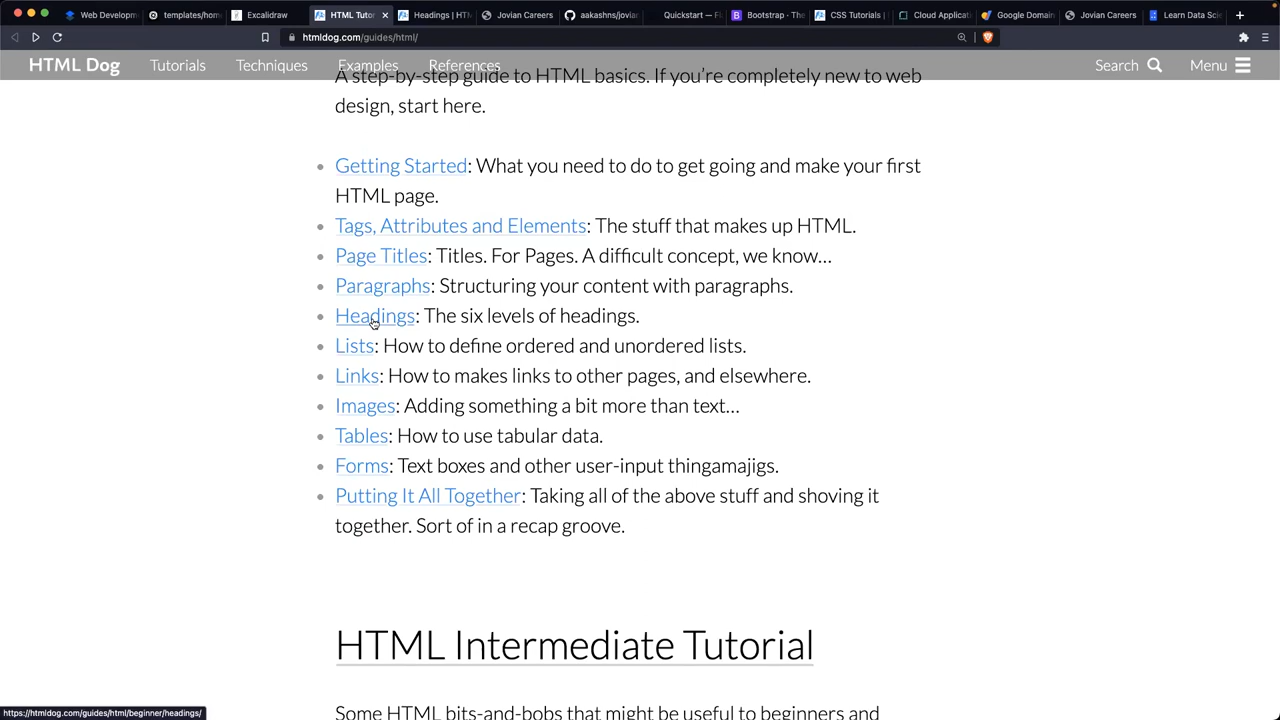 Web Developm
templates/hom
Excalidraw
HTML Tutor
Headings | HTM
Jovian Careers
aakashns/jovian
Quickstart — Fl
Bootstrap · The
CSS Tutorials |
Cloud Applicat
Google Domain
Jovian Careers
Learn Data Scie
htmldog.com/guides/html/
HTML Dog Tutorials Techniques Examples References Search Menu
A step-by-step guide to HTML basics. If you’re completely new to web
design, start here.
Getting Started: What you need to do to get going and make your first
HTML page.
Tags, Attributes and Elements: The stuff that makes up HTML.
Page Titles: Titles. For Pages. A difficult concept, we know…
Paragraphs: Structuring your content with paragraphs.
Headings: The six levels of headings.
Lists: How to define ordered and unordered lists.
Links: How to makes links to other pages, and elsewhere.
Images: Adding something a bit more than text…
Tables: How to use tabular data.
Forms: Text boxes and other user-input thingamajigs.
Putting It All Together: Taking all of the above stuff and shoving it
together. Sort of in a recap groove.
HTML Intermediate Tutorial
Some HTML bits-and-bobs that might be useful to beginners and
https://htmldog.com/guides/html/beginner/headings/